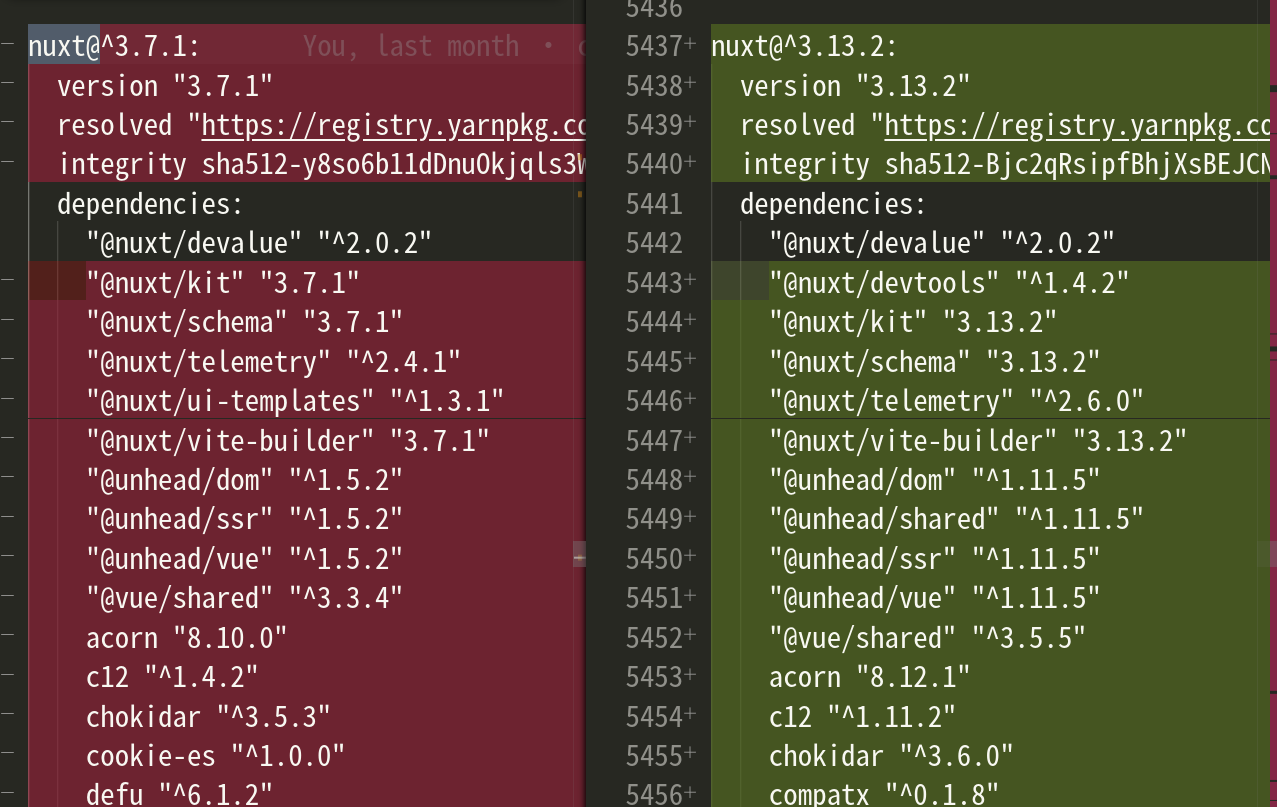 nuxt@^3.7.1: You, last month •
version "3.7.1"
resolved "https://registry.yarnpkg.co
integrity sha512-y8so6b11dDnuOkjqls3W
dependencies:
"@nuxt/devalue" "^2.0.2"
"@nuxt/kit" "3.7.1"
"@nuxt/schema" "3.7.1"
"@nuxt/telemetry" "^2.4.1"
"@nuxt/ui-templates" "^1.3.1"
"@nuxt/vite-builder" "3.7.1"
"@unhead/dom" "^1.5.2"
"@unhead/ssr" "^1.5.2"
"@unhead/vue" "^1.5.2"
"@vue/shared" "^3.3.4"
acorn "8.10.0"
c12 "^1.4.2"
chokidar "^3.5.3"
cookie-es "^1.0.0"
defu "^6.1.2"
5436
5437+ nuxt@^3.13.2:
5438+ version "3.13.2"
5439+ resolved "https://registry.yarnpkg.co
5440+ integrity sha512-Bjc2qRsipfBhjXsBEJCN
5441 dependencies:
5442 "@nuxt/devalue" "^2.0.2"
5443+ "@nuxt/devtools" "^1.4.2"
5444+ "@nuxt/kit" "3.13.2"
5445+ "@nuxt/schema" "3.13.2"
5446+ "@nuxt/telemetry" "^2.6.0"
5447+ "@nuxt/vite-builder" "3.13.2"
5448+ "@unhead/dom" "^1.11.5"
5449+ "@unhead/shared" "^1.11.5"
5450+ "@unhead/ssr" "^1.11.5"
5451+ "@unhead/vue" "^1.11.5"
5452+ "@vue/shared" "^3.5.5"
5453+ acorn "8.12.1"
5454+ c12 "^1.11.2"
5455+ chokidar "^3.6.0"
5456+ compatx "^0.1.8"